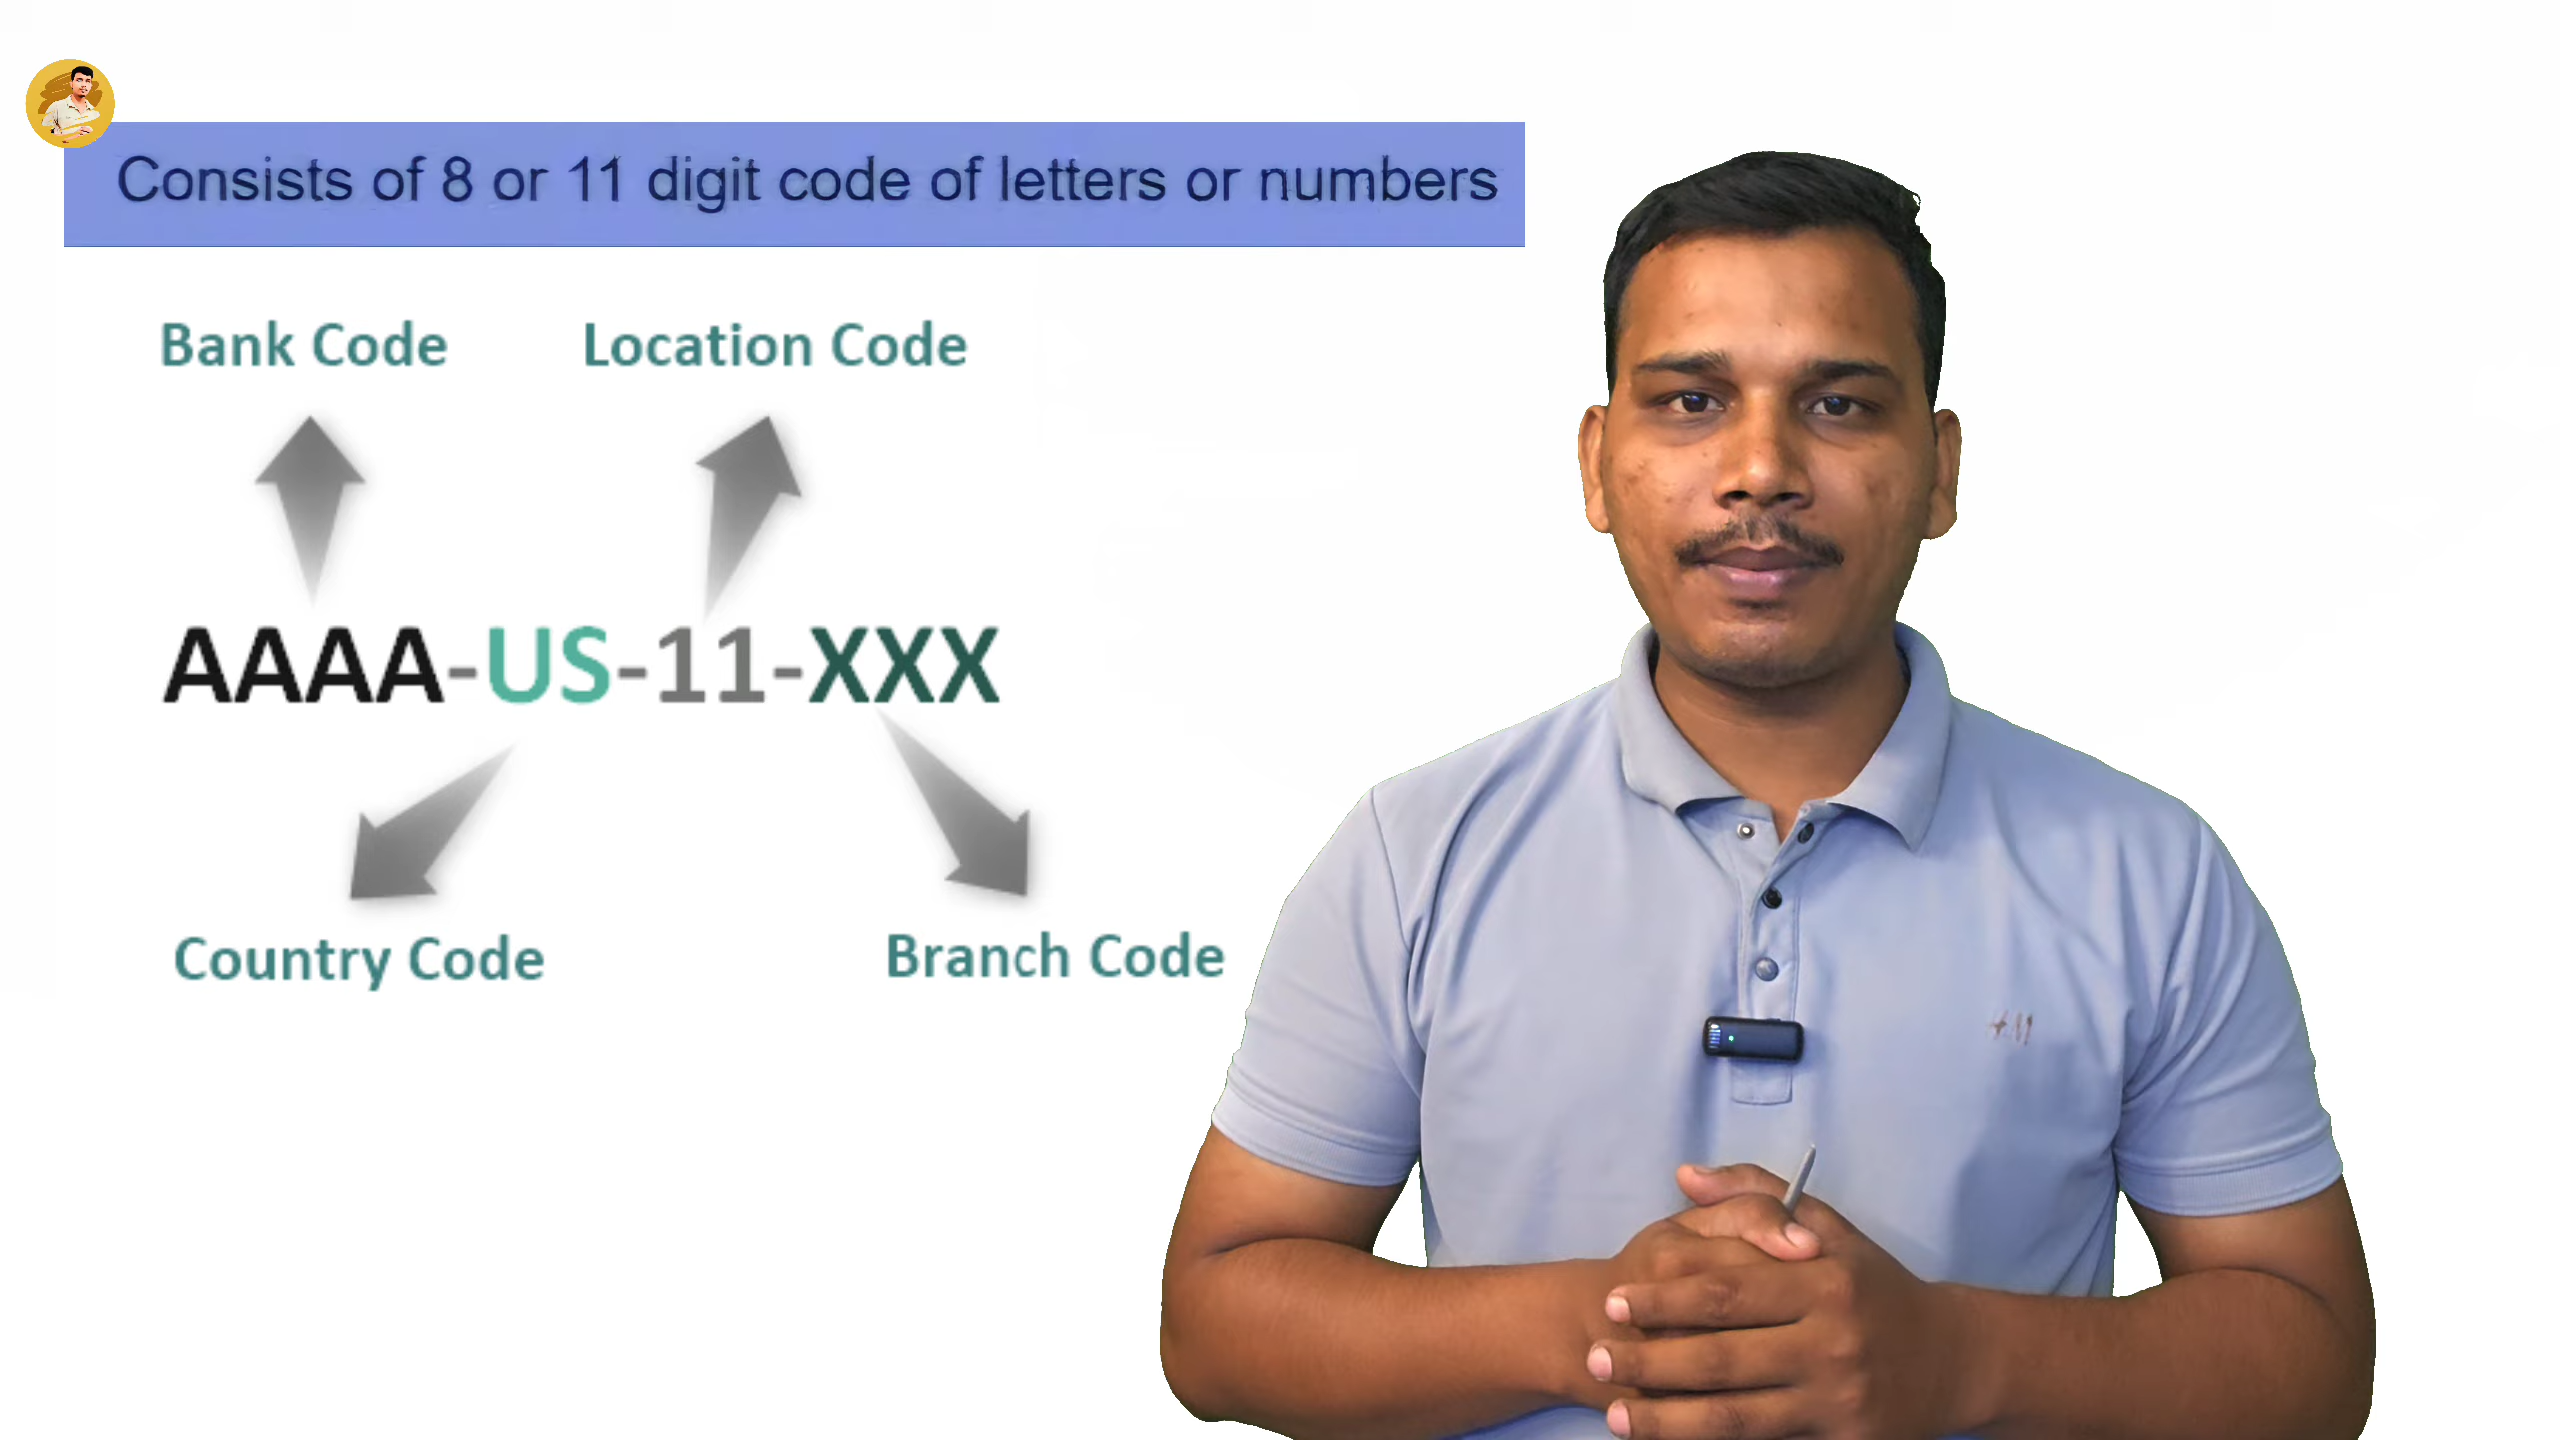 Consists of 8 or 11 digit code of letters or numbers
Bank Code
Location Code
AAAA-US-11-XXX
Country Code
Branch Code